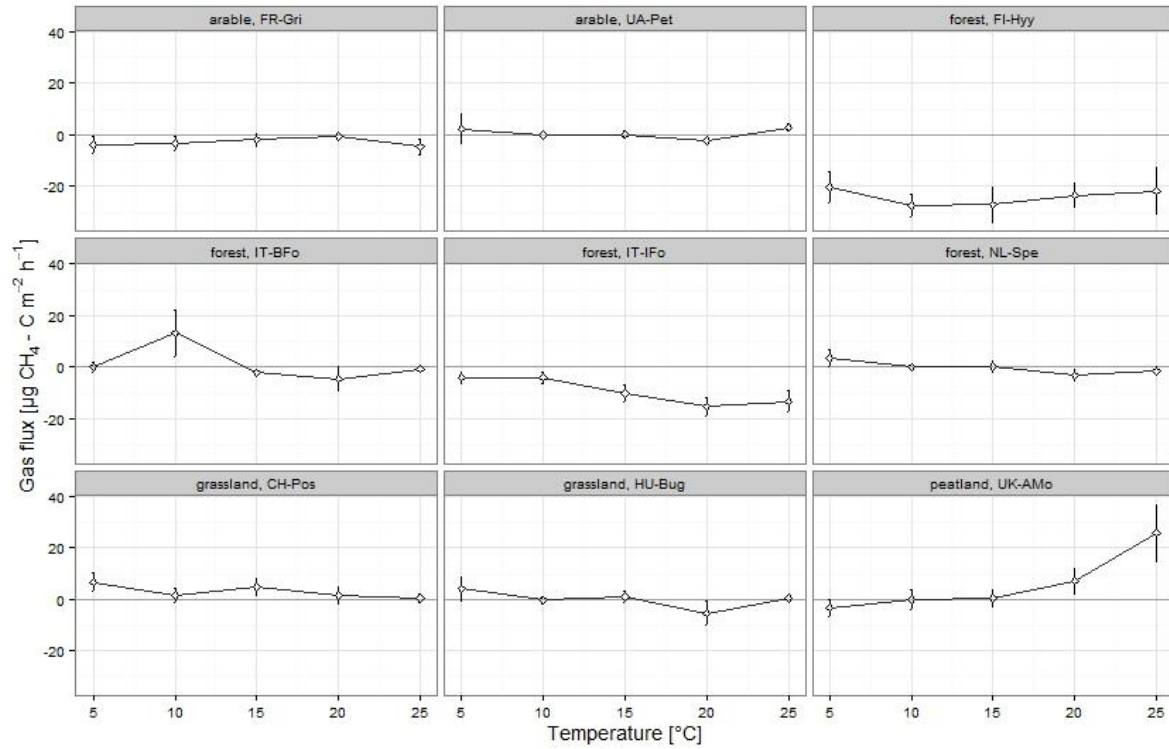 arable, FR-Gri
arable, UA-Pet
forest, FI-Hyy
40
20
0
-20
forest, IT-BFo
forest, IT-IFo
forest, NL-Spe
40
20
0
-20
grassland, CH-Pos
grassland, HU-Bug
peatland, UK-AMo
40
20
0
-20
Gas flux [µg CH₄ - C m⁻² h⁻¹]
5 10 15 20 25 5 10 15 20 25 5 10 15 20 25
Temperature [°C]